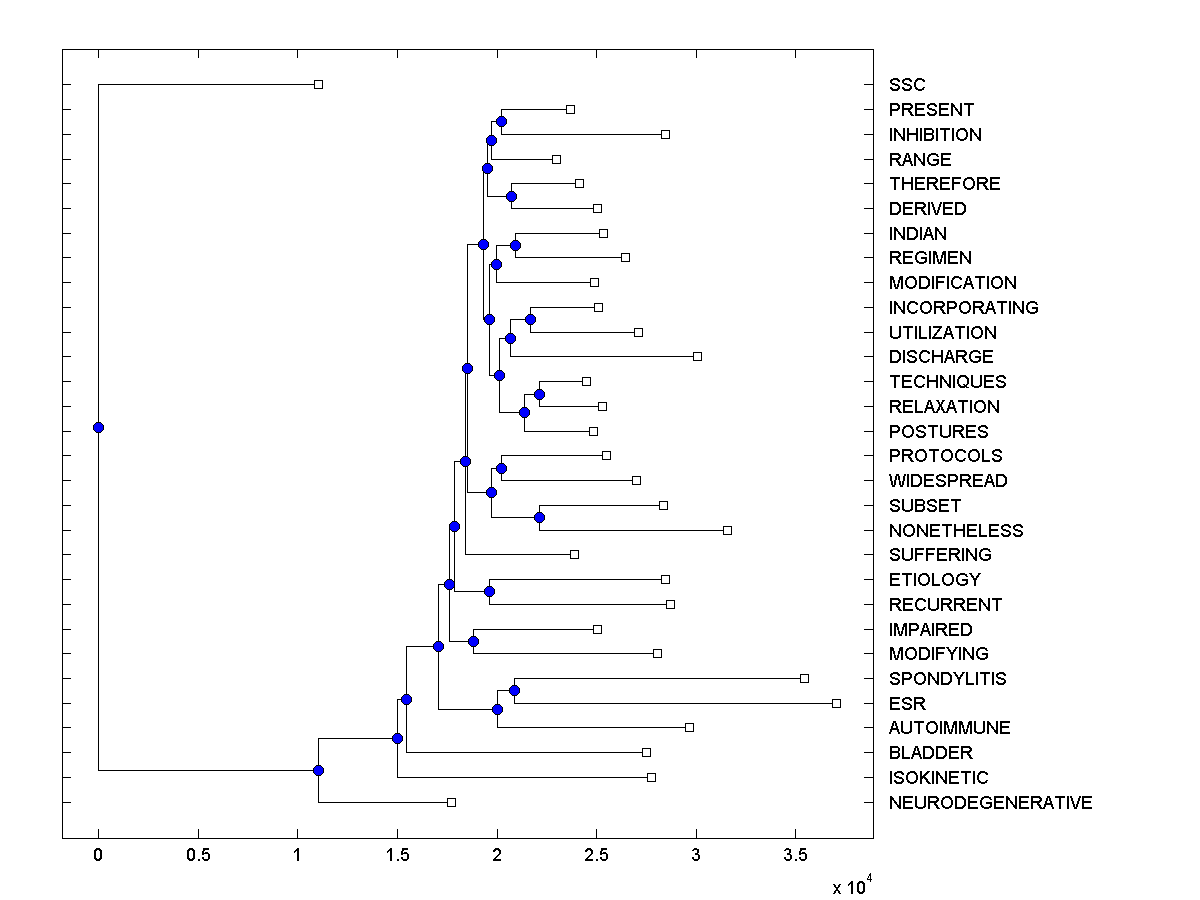 SSC
PRESENT
INHIBITION
RANGE
THEREFORE
DERIVED
INDIAN
REGIMEN
MODIFICATION
INCORPORATING
UTILIZATION
DISCHARGE
TECHNIQUES
RELAXATION
POSTURES
PROTOCOLS
WIDESPREAD
SUBSET
NONETHELESS
SUFFERING
ETIOLOGY
RECURRENT
IMPAIRED
MODIFYING
SPONDYLITIS
ESR
AUTOIMMUNE
BLADDER
ISOKINETIC
NEURODEGENERATIVE
0 0.5 1 1.5 2 2.5 3 3.5
x 10^4